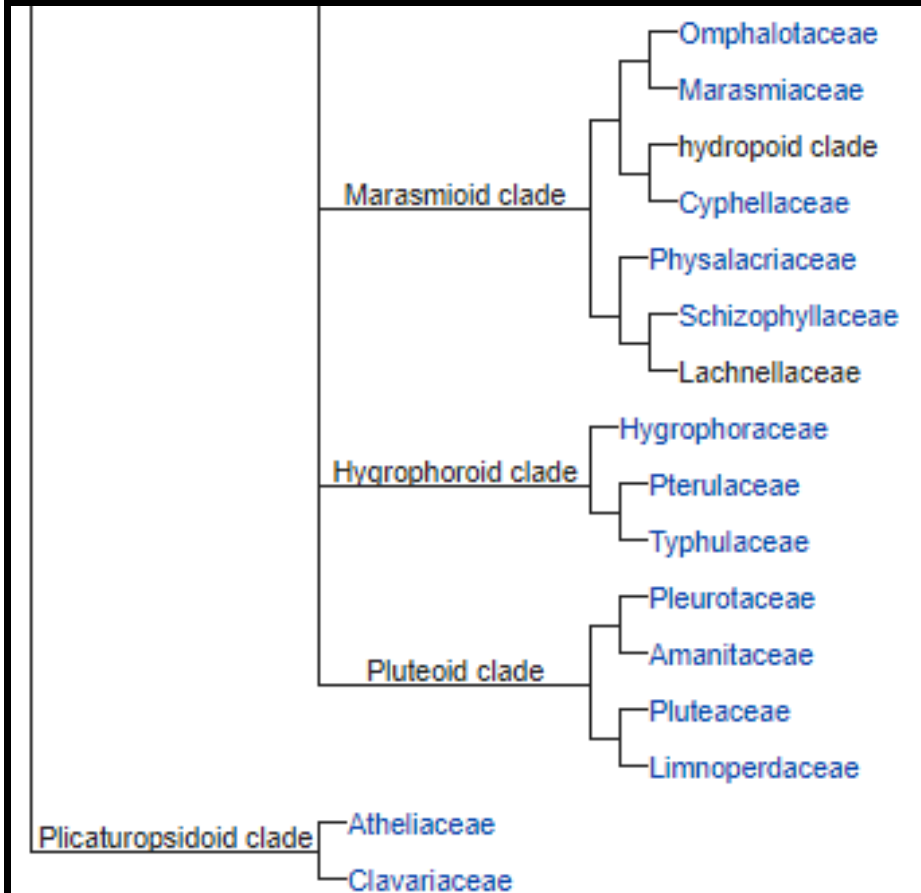 Omphalotaceae
Marasmiaceae
hydropoid clade
Marasmioid clade
Cyphellaceae
Physalacriaceae
Schizophyllaceae
Lachnellaceae
Hygrophoraceae
Hygrophoroid clade
Pterulaceae
Typhulaceae
Pleurotaceae
Amanitaceae
Pluteoid clade
Pluteaceae
Limnoperdaceae
Atheliaceae
Plicaturopsidoid clade
Clavariaceae